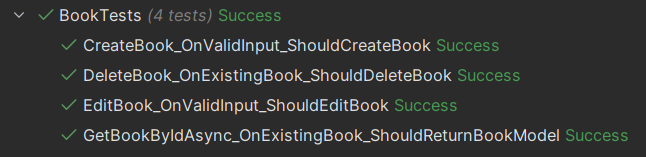 BookTests (4 tests) Success
CreateBook_OnValidInput_ShouldCreateBook Success
DeleteBook_OnExistingBook_ShouldDeleteBook Success
EditBook_OnValidInput_ShouldEditBook Success
GetBookByIdAsync_OnExistingBook_ShouldReturnBookModel Success